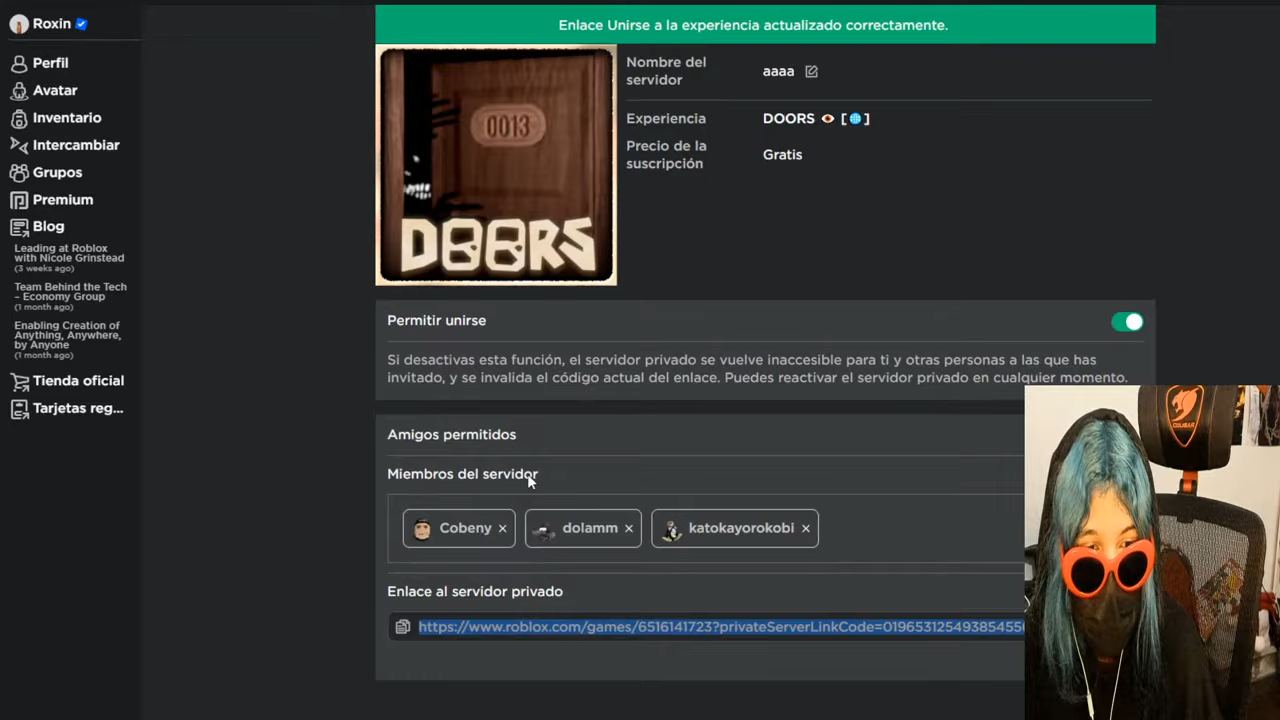 Roxin
Perfil
Avatar
Inventario
Intercambiar
Grupos
Premium
Blog
Leading at Roblox
with Nicole Grinstead
(3 weeks ago)
Team Behind the Tech
– Economy Group
(1 month ago)
Enabling Creation of
Anything, Anywhere,
by Anyone
(1 month ago)
Tienda oficial
Tarjetas reg...
Enlace Unirse a la experiencia actualizado correctamente.
0013
DOORS
Nombre del
servidor
aaaa
Experiencia
DOORS 👁 [🌐]
Precio de la
suscripción
Gratis
Permitir unirse
Si desactivas esta función, el servidor privado se vuelve inaccesible para ti y otras personas a las que has
invitado, y se invalida el código actual del enlace. Puedes reactivar el servidor privado en cualquier momento.
Amigos permitidos
Miembros del servidor
Cobeny ×
dolamm ×
katokayorokobi ×
Enlace al servidor privado
https://www.roblox.com/games/6516141723?privateServerLinkCode=0196531254938545
COUGAR